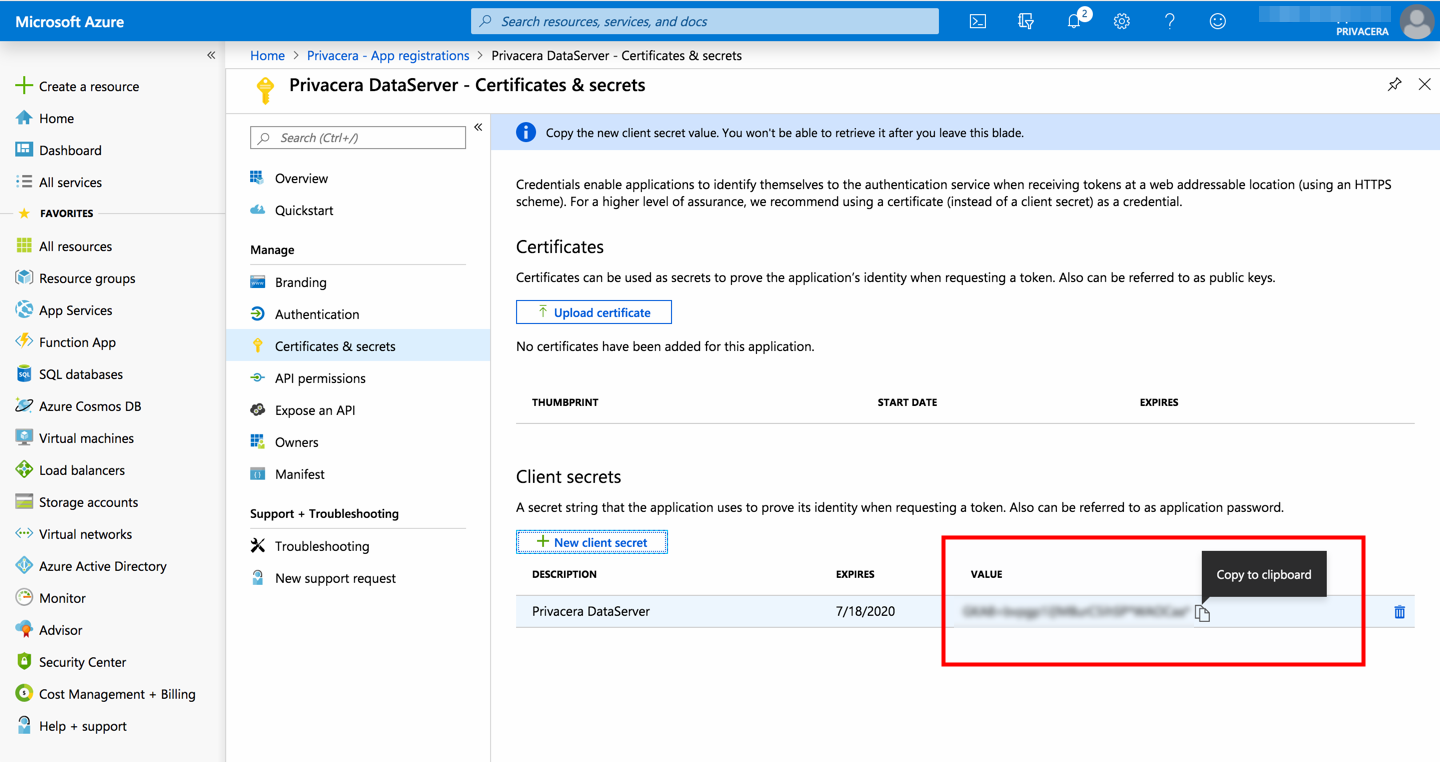 Microsoft Azure
Search resources, services, and docs
2
PRIVACERA
«
Home > Privacera - App registrations > Privacera DataServer - Certificates & secrets
Privacera DataServer - Certificates & secrets
Create a resource
Home
Dashboard
All services
FAVORITES
All resources
Resource groups
App Services
Function App
SQL databases
Azure Cosmos DB
Virtual machines
Load balancers
Storage accounts
Virtual networks
Azure Active Directory
Monitor
Advisor
Security Center
Cost Management + Billing
Help + support
Search (Ctrl+/)
«
Overview
Quickstart
Manage
Branding
Authentication
Certificates & secrets
API permissions
Expose an API
Owners
Manifest
Support + Troubleshooting
Troubleshooting
New support request
Copy the new client secret value. You won't be able to retrieve it after you leave this blade.
Credentials enable applications to identify themselves to the authentication service when receiving tokens at a web addressable location (using an HTTPS
scheme). For a higher level of assurance, we recommend using a certificate (instead of a client secret) as a credential.
Certificates
Certificates can be used as secrets to prove the application's identity when requesting a token. Also can be referred to as public keys.
Upload certificate
No certificates have been added for this application.
THUMBPRINT START DATE EXPIRES
Client secrets
A secret string that the application uses to prove its identity when requesting a token. Also can be referred to as application password.
New client secret
DESCRIPTION EXPIRES VALUE
Copy to clipboard
Privacera DataServer 7/18/2020